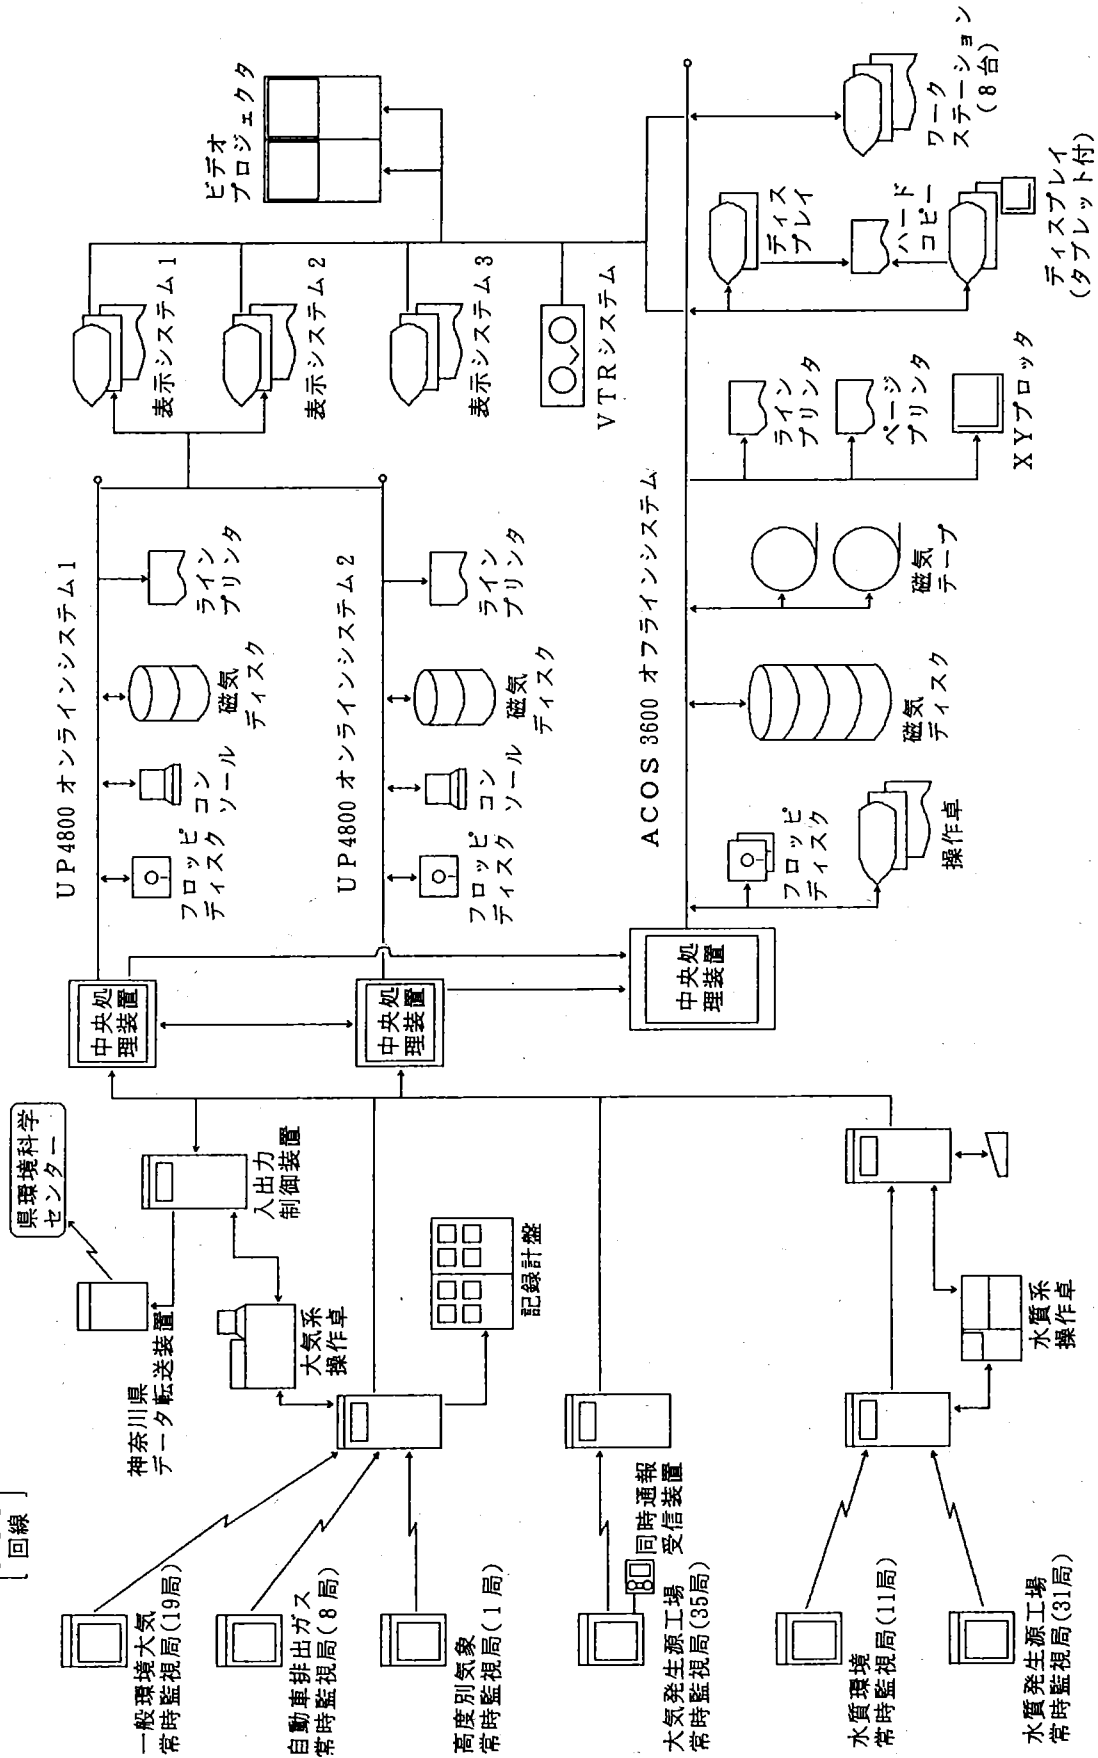 回線
一般環境大気
常時監視局(19局)
自動車排出ガス
常時監視局(8局)
高度別気象
常時監視局(1局)
大気発生源工場
常時監視局(35局)
同時通報
受信装置
水質環境
常時監視局(11局)
水質発生源工場
常時監視局(31局)
神奈川県
データ転送装置
県環境科学
センター
大気系
操作卓
入出力
制御装置
記録計盤
水質系
操作卓
中央処
理装置
中央処
理装置
中央処
理装置
UP4800オンラインシステム1
フロッピ
ディスク
コン
ソール
磁気
ディスク
ライン
プリンタ
UP4800オンラインシステム2
フロッピ
ディスク
コン
ソール
磁気
ディスク
ライン
プリンタ
ACOS 3600 オフラインシステム
フロッピ
ディスク
操作卓
磁気
ディスク
磁気
テープ
ライン
プリンタ
ページ
プリンタ
XYプロッタ
表示システム1
表示システム2
表示システム3
VTRシステム
ビデオ
プロジェクタ
ディス
プレイ
ハード
コピー
ディスプレイ
(タブレット付)
ワーク
ステーション
(8台)